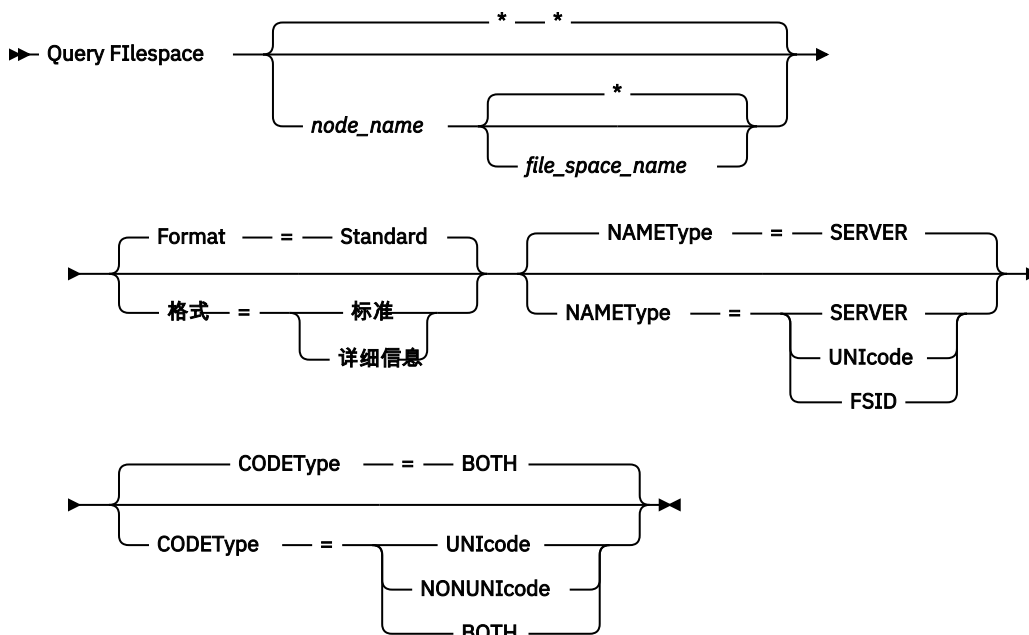 * *
Query FIlespace
*
node_name
file_space_name
Format = Standard
格式 = 标准
详细信息
NAMEType = SERVER
NAMEType = SERVER
UNIcode
FSID
CODEType = BOTH
CODEType = UNIcode
NONUNIcode
BOTH